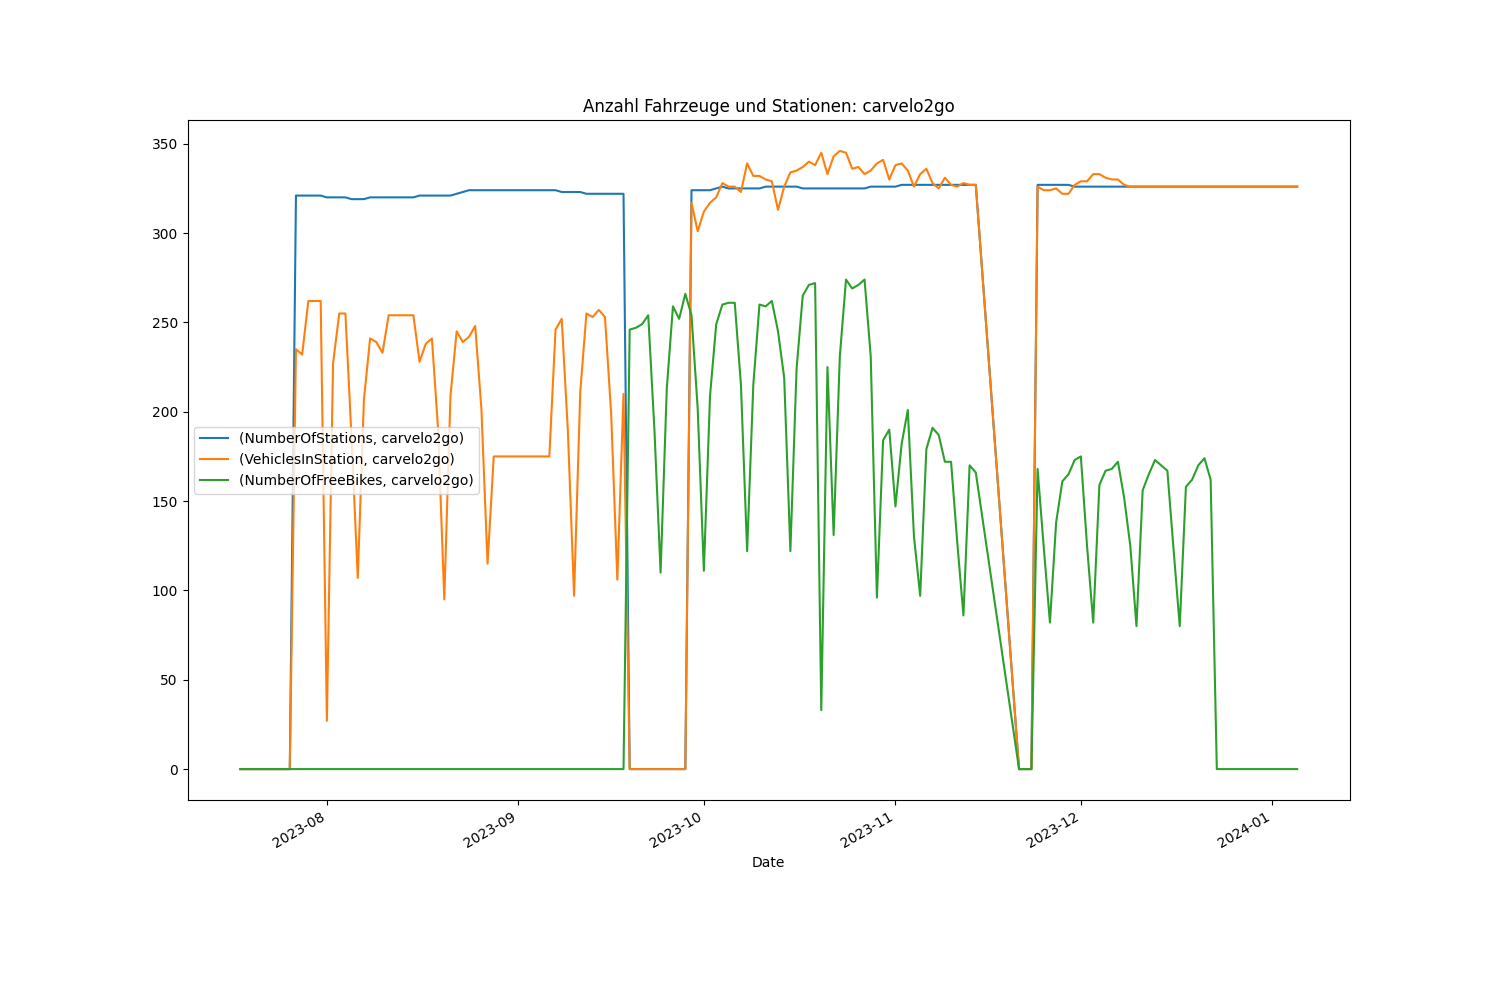 Anzahl Fahrzeuge und Stationen: carvelo2go
350
300
250
200
150
100
50
0
(NumberOfStations, carvelo2go)
(VehiclesInStation, carvelo2go)
(NumberOfFreeBikes, carvelo2go)
2023-08
2023-09
2023-10
2023-11
2023-12
2024-01
Date